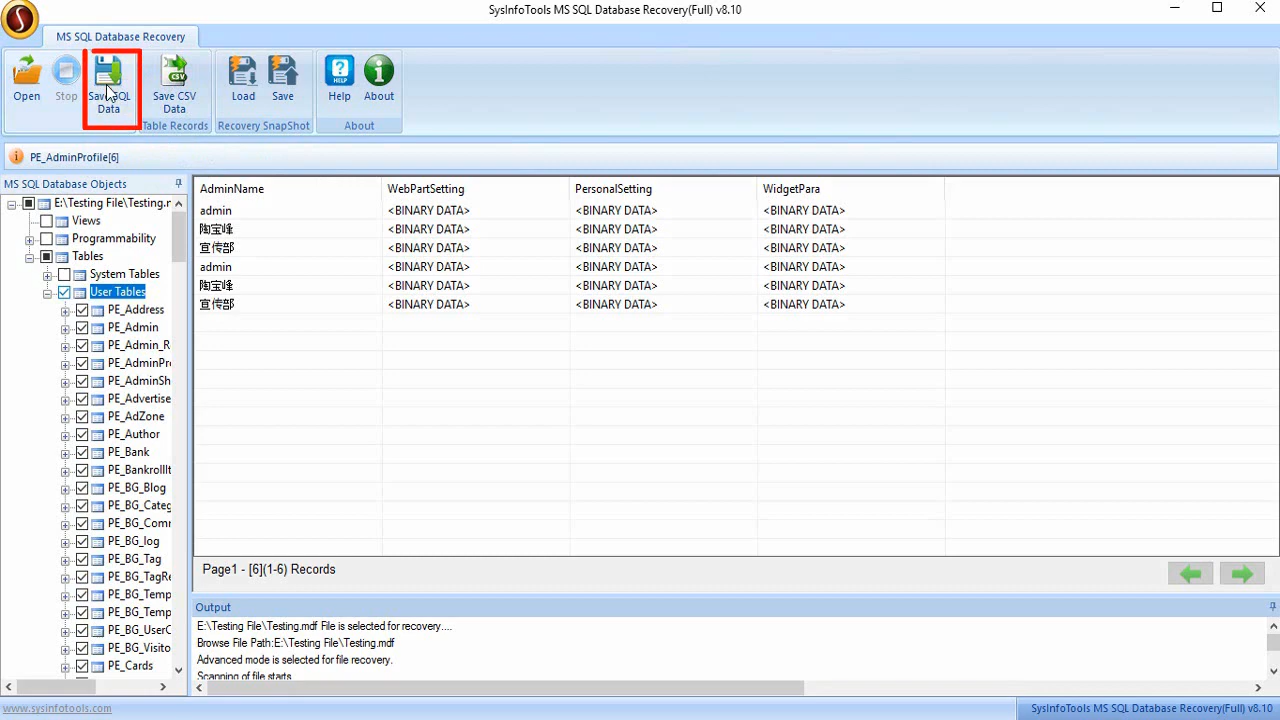 SysInfoTools MS SQL Database Recovery(Full) v8.10
MS SQL Database Recovery
Open
Stop
Save SQL Data
Save CSV Data
Load
Save
Help
About
Table Records
Recovery SnapShot
About
PE_AdminProfile[6]
MS SQL Database Objects
E:\Testing File\Testing.r
Views
Programmability
Tables
System Tables
User Tables
PE_Address
PE_Admin
PE_Admin_R
PE_AdminPr
PE_AdminSh
PE_Advertise
PE_AdZone
PE_Author
PE_Bank
PE_BankrollIt
PE_BG_Blog
PE_BG_Categ
PE_BG_Comr
PE_BG_log
PE_BG_Tag
PE_BG_TagRe
PE_BG_Temp
PE_BG_Temp
PE_BG_UserC
PE_BG_Visito
PE_Cards
AdminName WebPartSetting PersonalSetting WidgetPara
admin <BINARY DATA> <BINARY DATA> <BINARY DATA>
陶宝峰 <BINARY DATA> <BINARY DATA> <BINARY DATA>
宣传部 <BINARY DATA> <BINARY DATA> <BINARY DATA>
admin <BINARY DATA> <BINARY DATA> <BINARY DATA>
陶宝峰 <BINARY DATA> <BINARY DATA> <BINARY DATA>
宣传部 <BINARY DATA> <BINARY DATA> <BINARY DATA>
Page1 - [6](1-6) Records
Output
E:\Testing File\Testing.mdf File is selected for recovery....
Browse File Path:E:\Testing File\Testing.mdf
Advanced mode is selected for file recovery.
Scanning of file starts
www.sysinfotools.com
SysInfoTools MS SQL Database Recovery(Full) v8.10